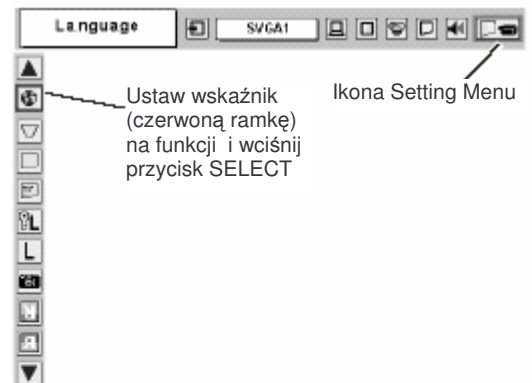 Language
SVGA1
Ikona Setting Menu
Ustaw wskaźnik
(czerwoną ramkę)
na funkcji i wciśnij
przycisk SELECT
L
L